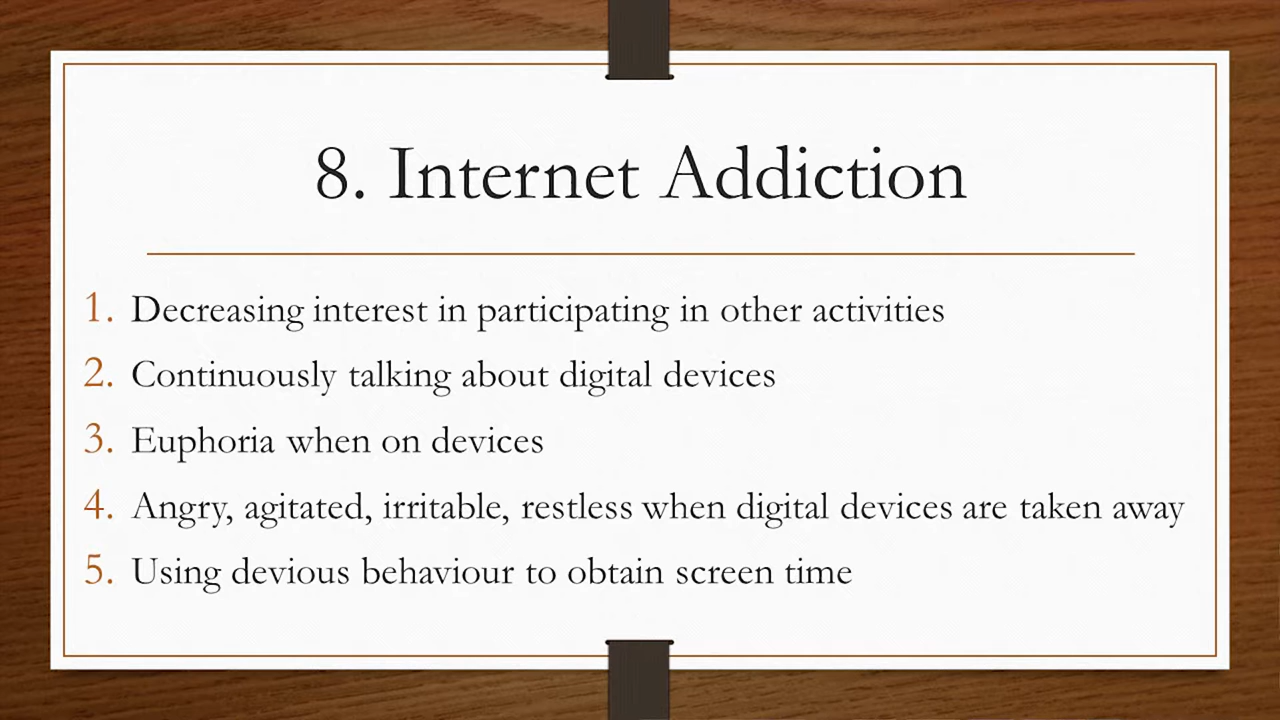 8. Internet Addiction
1. Decreasing interest in participating in other activities
2. Continuously talking about digital devices
3. Euphoria when on devices
4. Angry, agitated, irritable, restless when digital devices are taken away
5. Using devious behaviour to obtain screen time